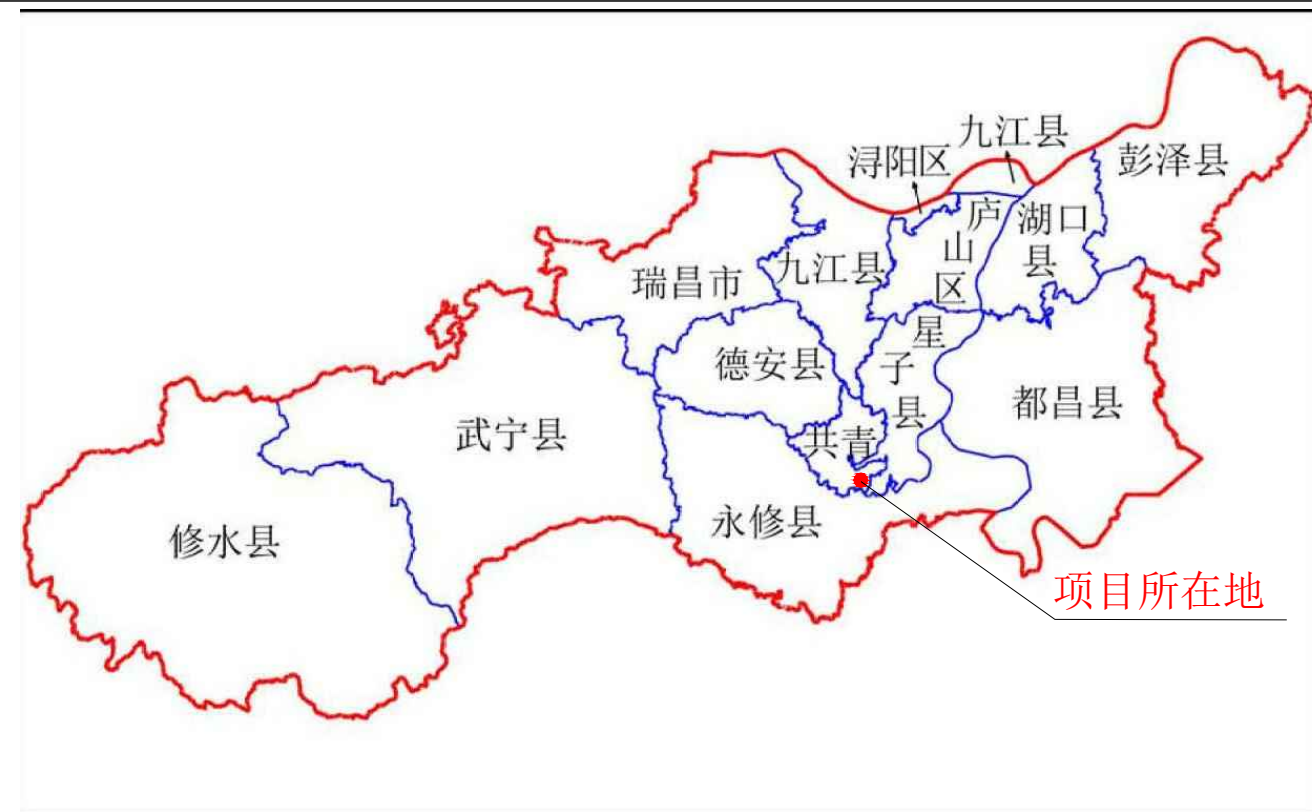 九江县
浔阳区
彭泽县
庐山区
湖口县
瑞昌市
九江县
星子县
德安县
都昌县
武宁县
共青
永修县
修水县
项目所在地